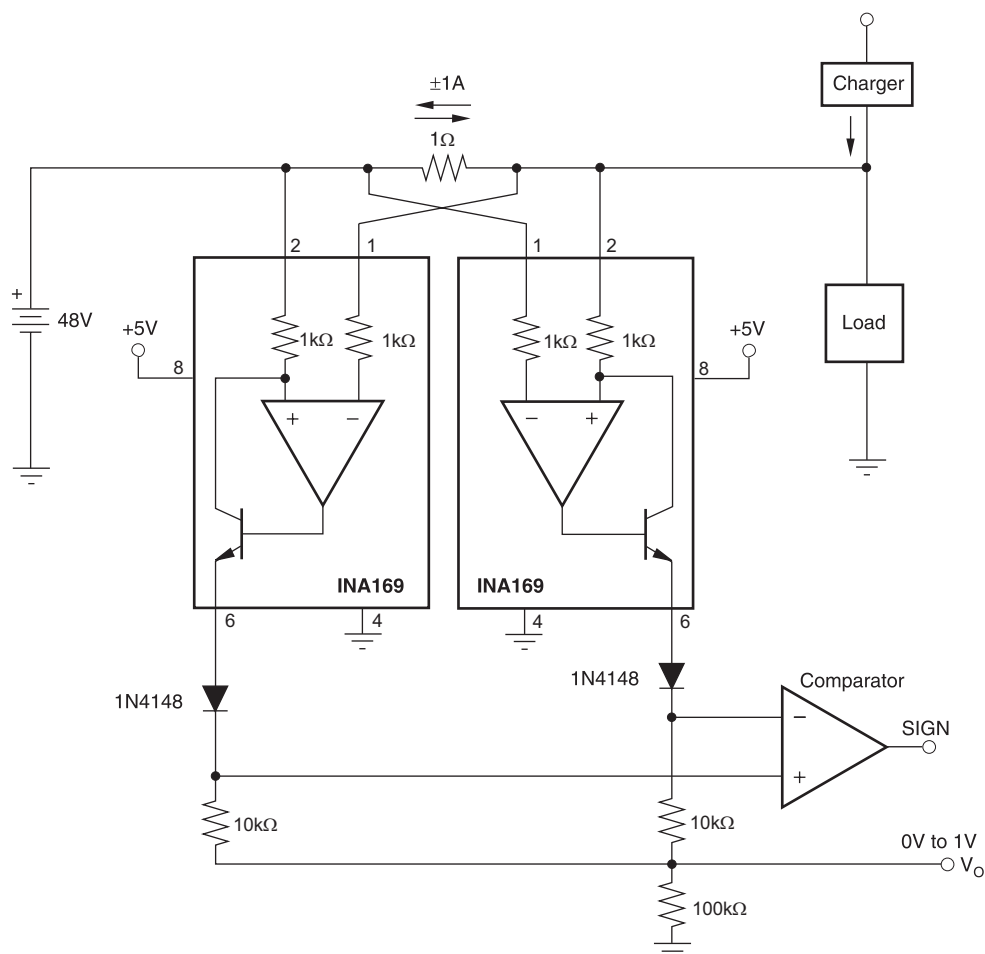 Charger
±1A
1Ω
2
1
1
2
+
48V
+5V
8
1kΩ
1kΩ
1kΩ
1kΩ
+5V
8
Load
+
−
−
+
INA169
INA169
6
4
4
6
1N4148
1N4148
Comparator
−
SIGN
+
10kΩ
10kΩ
0V to 1V
VO
100kΩ